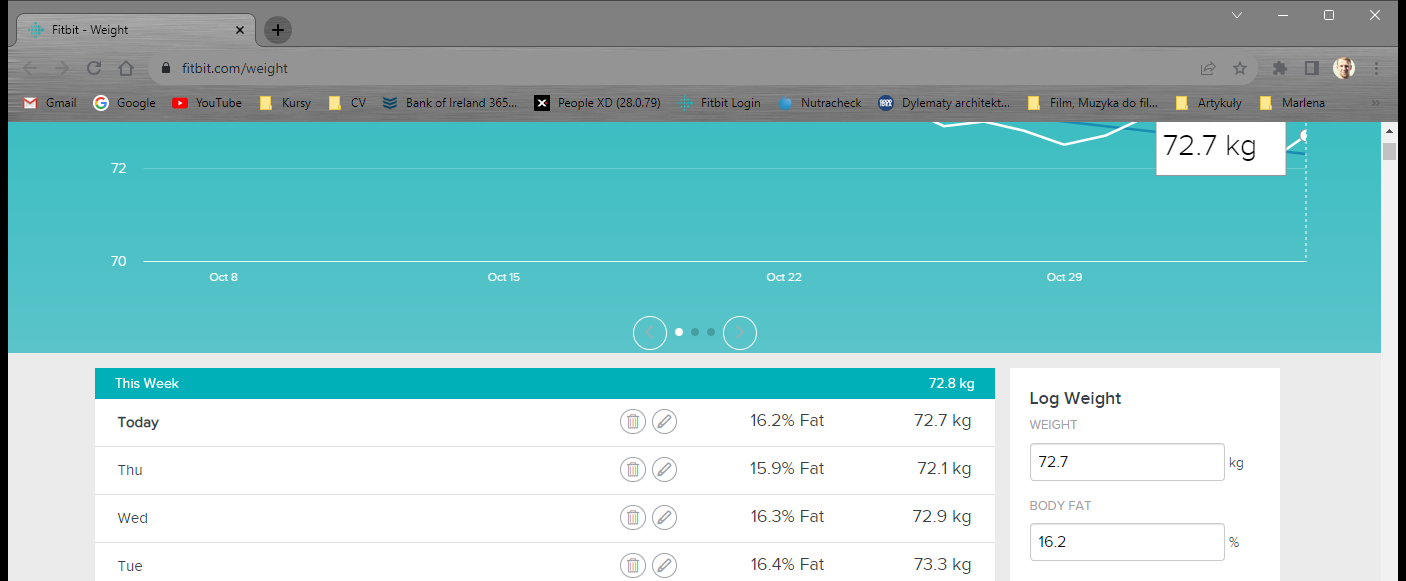 Fitbit - Weight
fitbit.com/weight
Gmail Google YouTube Kursy CV Bank of Ireland 365... People XD (28.0.79) Fitbit Login Nutracheck Dylematy architekt... Film, Muzyka do fil... Artykuły Marlena
72.7 kg
72
70
Oct 8 Oct 15 Oct 22 Oct 29
This Week 72.8 kg
Today 16.2% Fat 72.7 kg
Thu 15.9% Fat 72.1 kg
Wed 16.3% Fat 72.9 kg
Tue 16.4% Fat 73.3 kg
Log Weight
WEIGHT
72.7 kg
BODY FAT
16.2 %